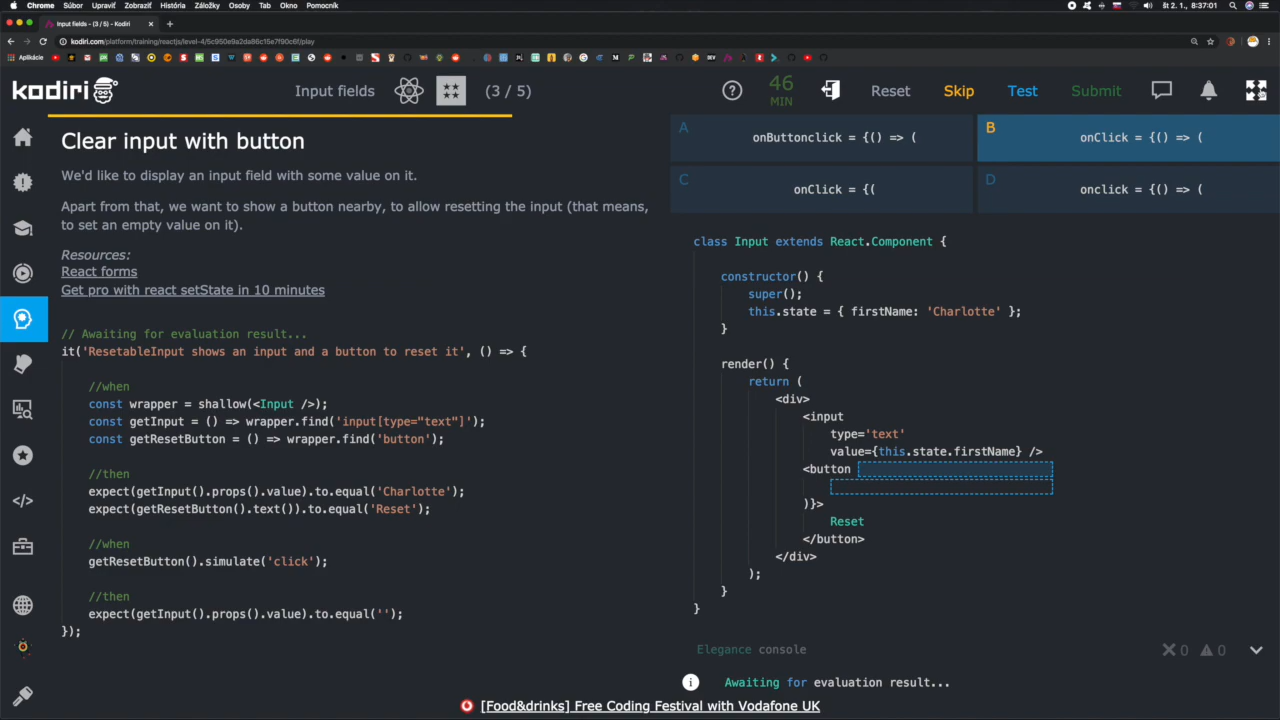 Chrome Súbor Upraviť Zobraziť História Záložky Osoby Tab Okno Pomocník
št 2. 1., 8:37:01
Input fields - (3 / 5) - Kodiri
kodiri.com/platform/training/reactjs/level-4/5c950e9a2da86c15e7f90c6f/play
Aplikácie
kodiri
Input fields
(3 / 5)
46
MIN
Reset
Skip
Test
Submit
Clear input with button
We'd like to display an input field with some value on it.
Apart from that, we want to show a button nearby, to allow resetting the input (that means,
to set an empty value on it).
Resources:
React forms
Get pro with react setState in 10 minutes
// Awaiting for evaluation result...
it('ResetableInput shows an input and a button to reset it', () => {
//when
const wrapper = shallow(<Input />);
const getInput = () => wrapper.find('input[type="text"]');
const getResetButton = () => wrapper.find('button');
//then
expect(getInput().props().value).to.equal('Charlotte');
expect(getResetButton().text()).to.equal('Reset');
//when
getResetButton().simulate('click');
//then
expect(getInput().props().value).to.equal('');
});
A
onButtonclick = {() => (
B
onClick = {() => (
C
onClick = {(
D
onclick = {() => (
class Input extends React.Component {
constructor() {
super();
this.state = { firstName: 'Charlotte' };
}
render() {
return (
<div>
<input
type='text'
value={this.state.firstName} />
<button
)}>
Reset
</button>
</div>
);
}
}
Elegance console
0 0
Awaiting for evaluation result...
[Food&drinks] Free Coding Festival with Vodafone UK